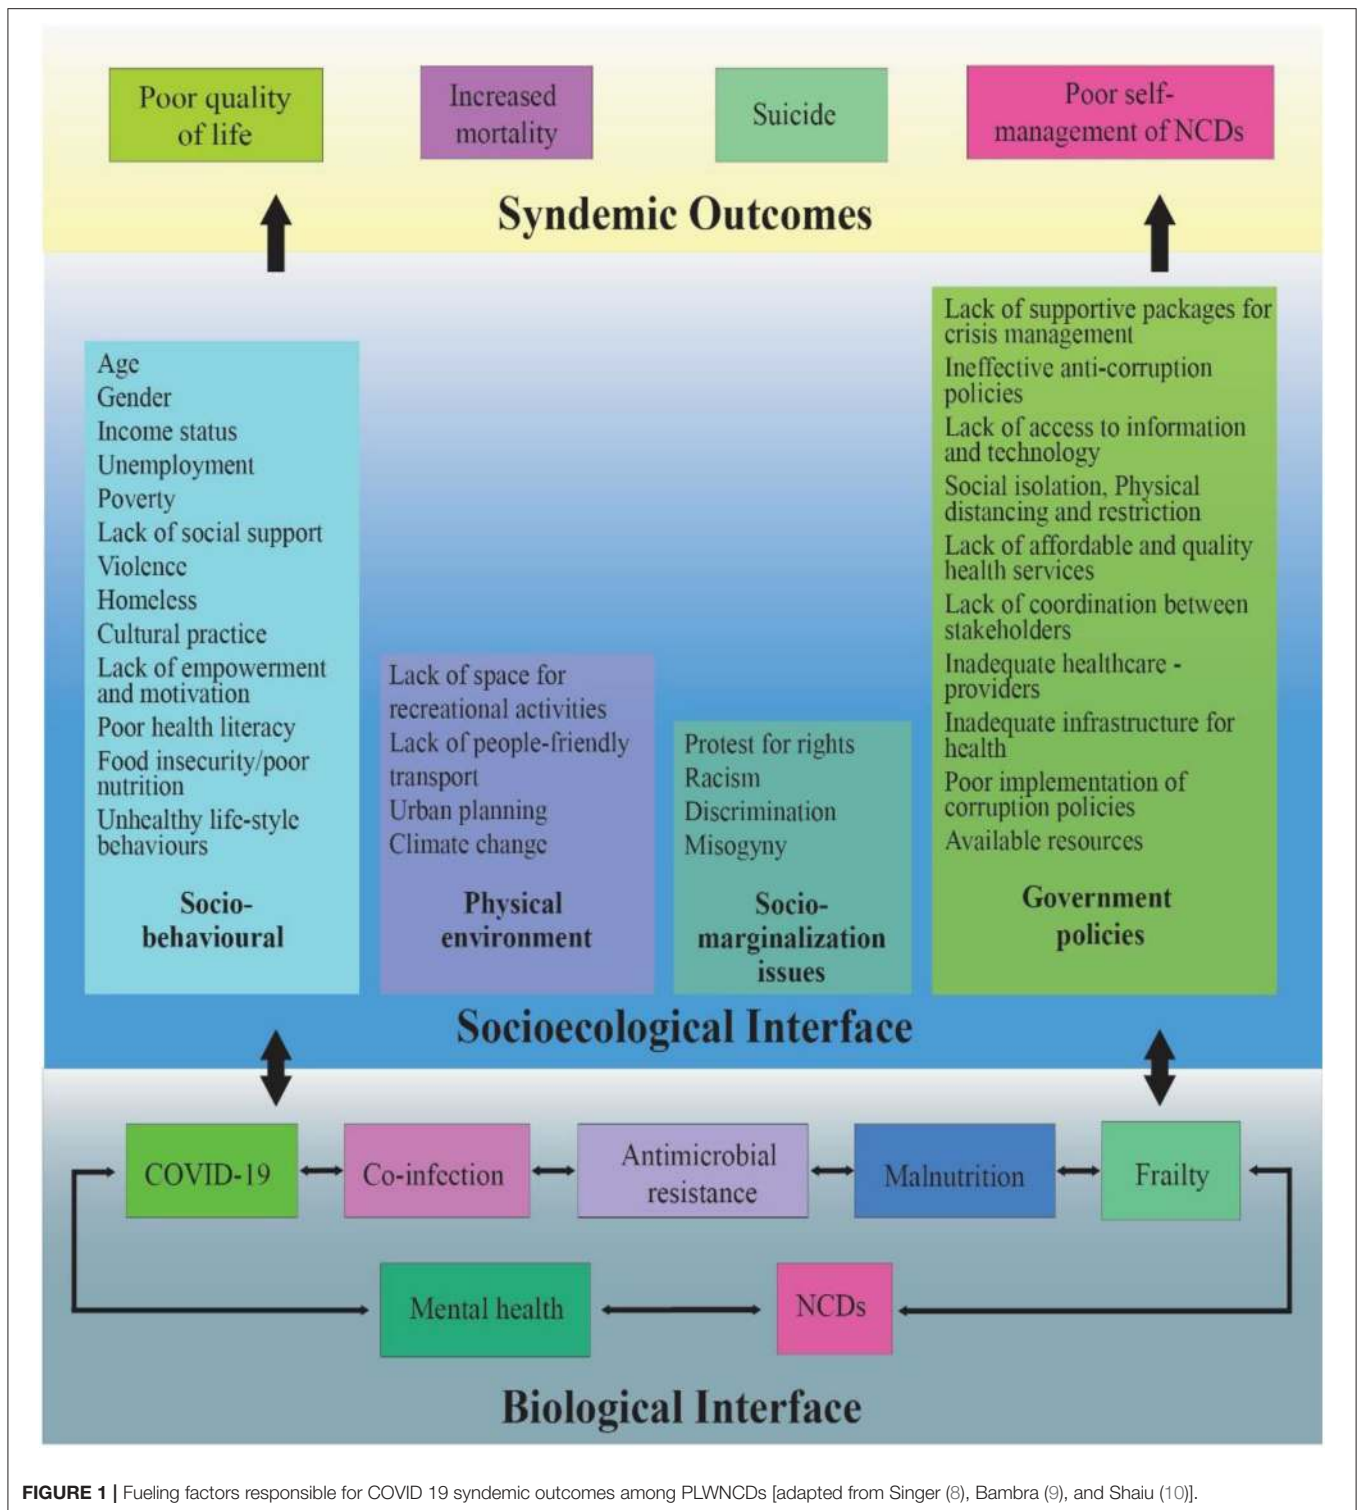 Poor quality
of life
Increased
mortality
Suicide
Poor self-
management of NCDs
Syndemic Outcomes
Age
Gender
Income status
Unemployment
Poverty
Lack of social support
Violence
Homeless
Cultural practice
Lack of empowerment
and motivation
Poor health literacy
Food insecurity/poor
nutrition
Unhealthy life-style
behaviours
Socio-
behavioural
Lack of space for
recreational activities
Lack of people-friendly
transport
Urban planning
Climate change
Physical
environment
Protest for rights
Racism
Discrimination
Misogyny
Socio-
marginalization
issues
Lack of supportive packages for
crisis management
Ineffective anti-corruption
policies
Lack of access to information
and technology
Social isolation, Physical
distancing and restriction
Lack of affordable and quality
health services
Lack of coordination between
stakeholders
Inadequate healthcare -
providers
Inadequate infrastructure for
health
Poor implementation of
corruption policies
Available resources
Government
policies
Socioecological Interface
COVID-19
Co-infection
Antimicrobial
resistance
Malnutrition
Frailty
Mental health
NCDs
Biological Interface
FIGURE 1 | Fueling factors responsible for COVID 19 syndemic outcomes among PLWNCDs [adapted from Singer (8), Bambra (9), and Shaiu (10)].